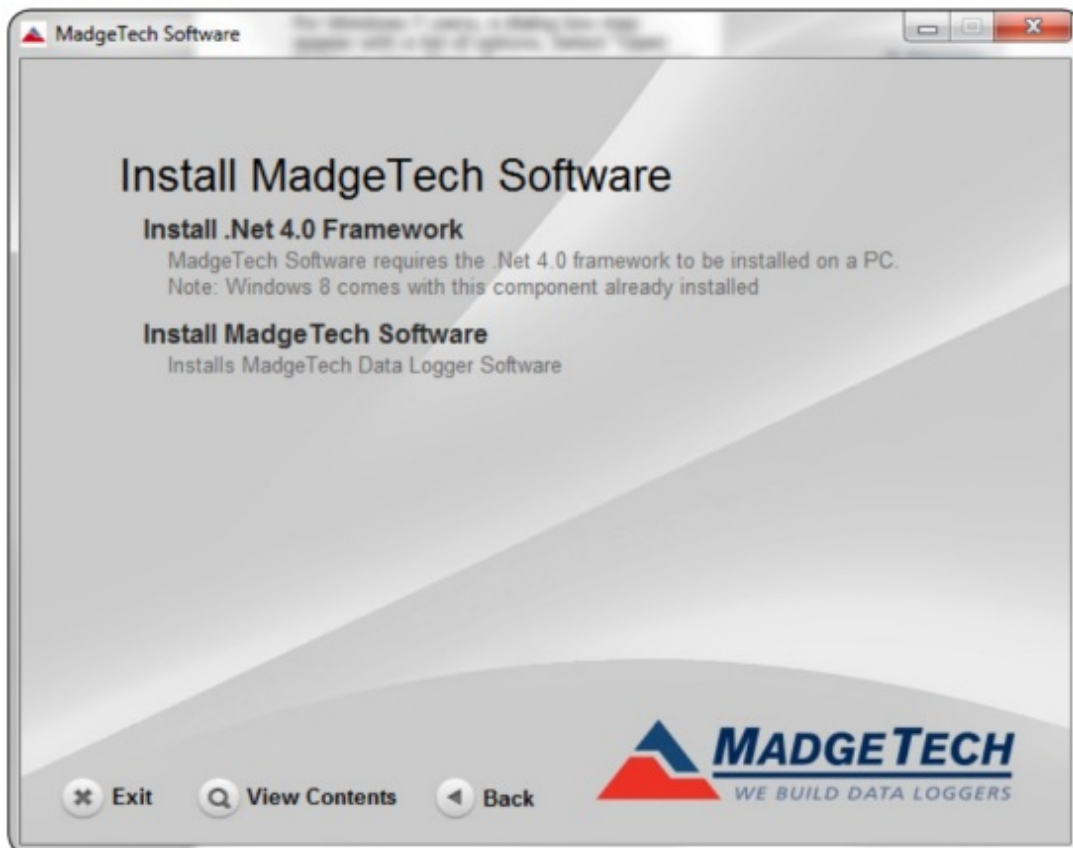 MadgeTech Software
Install MadgeTech Software
Install .Net 4.0 Framework
MadgeTech Software requires the .Net 4.0 framework to be installed on a PC.
Note: Windows 8 comes with this component already installed
Install MadgeTech Software
Installs MadgeTech Data Logger Software
Exit
View Contents
Back
MADGETECH
WE BUILD DATA LOGGERS